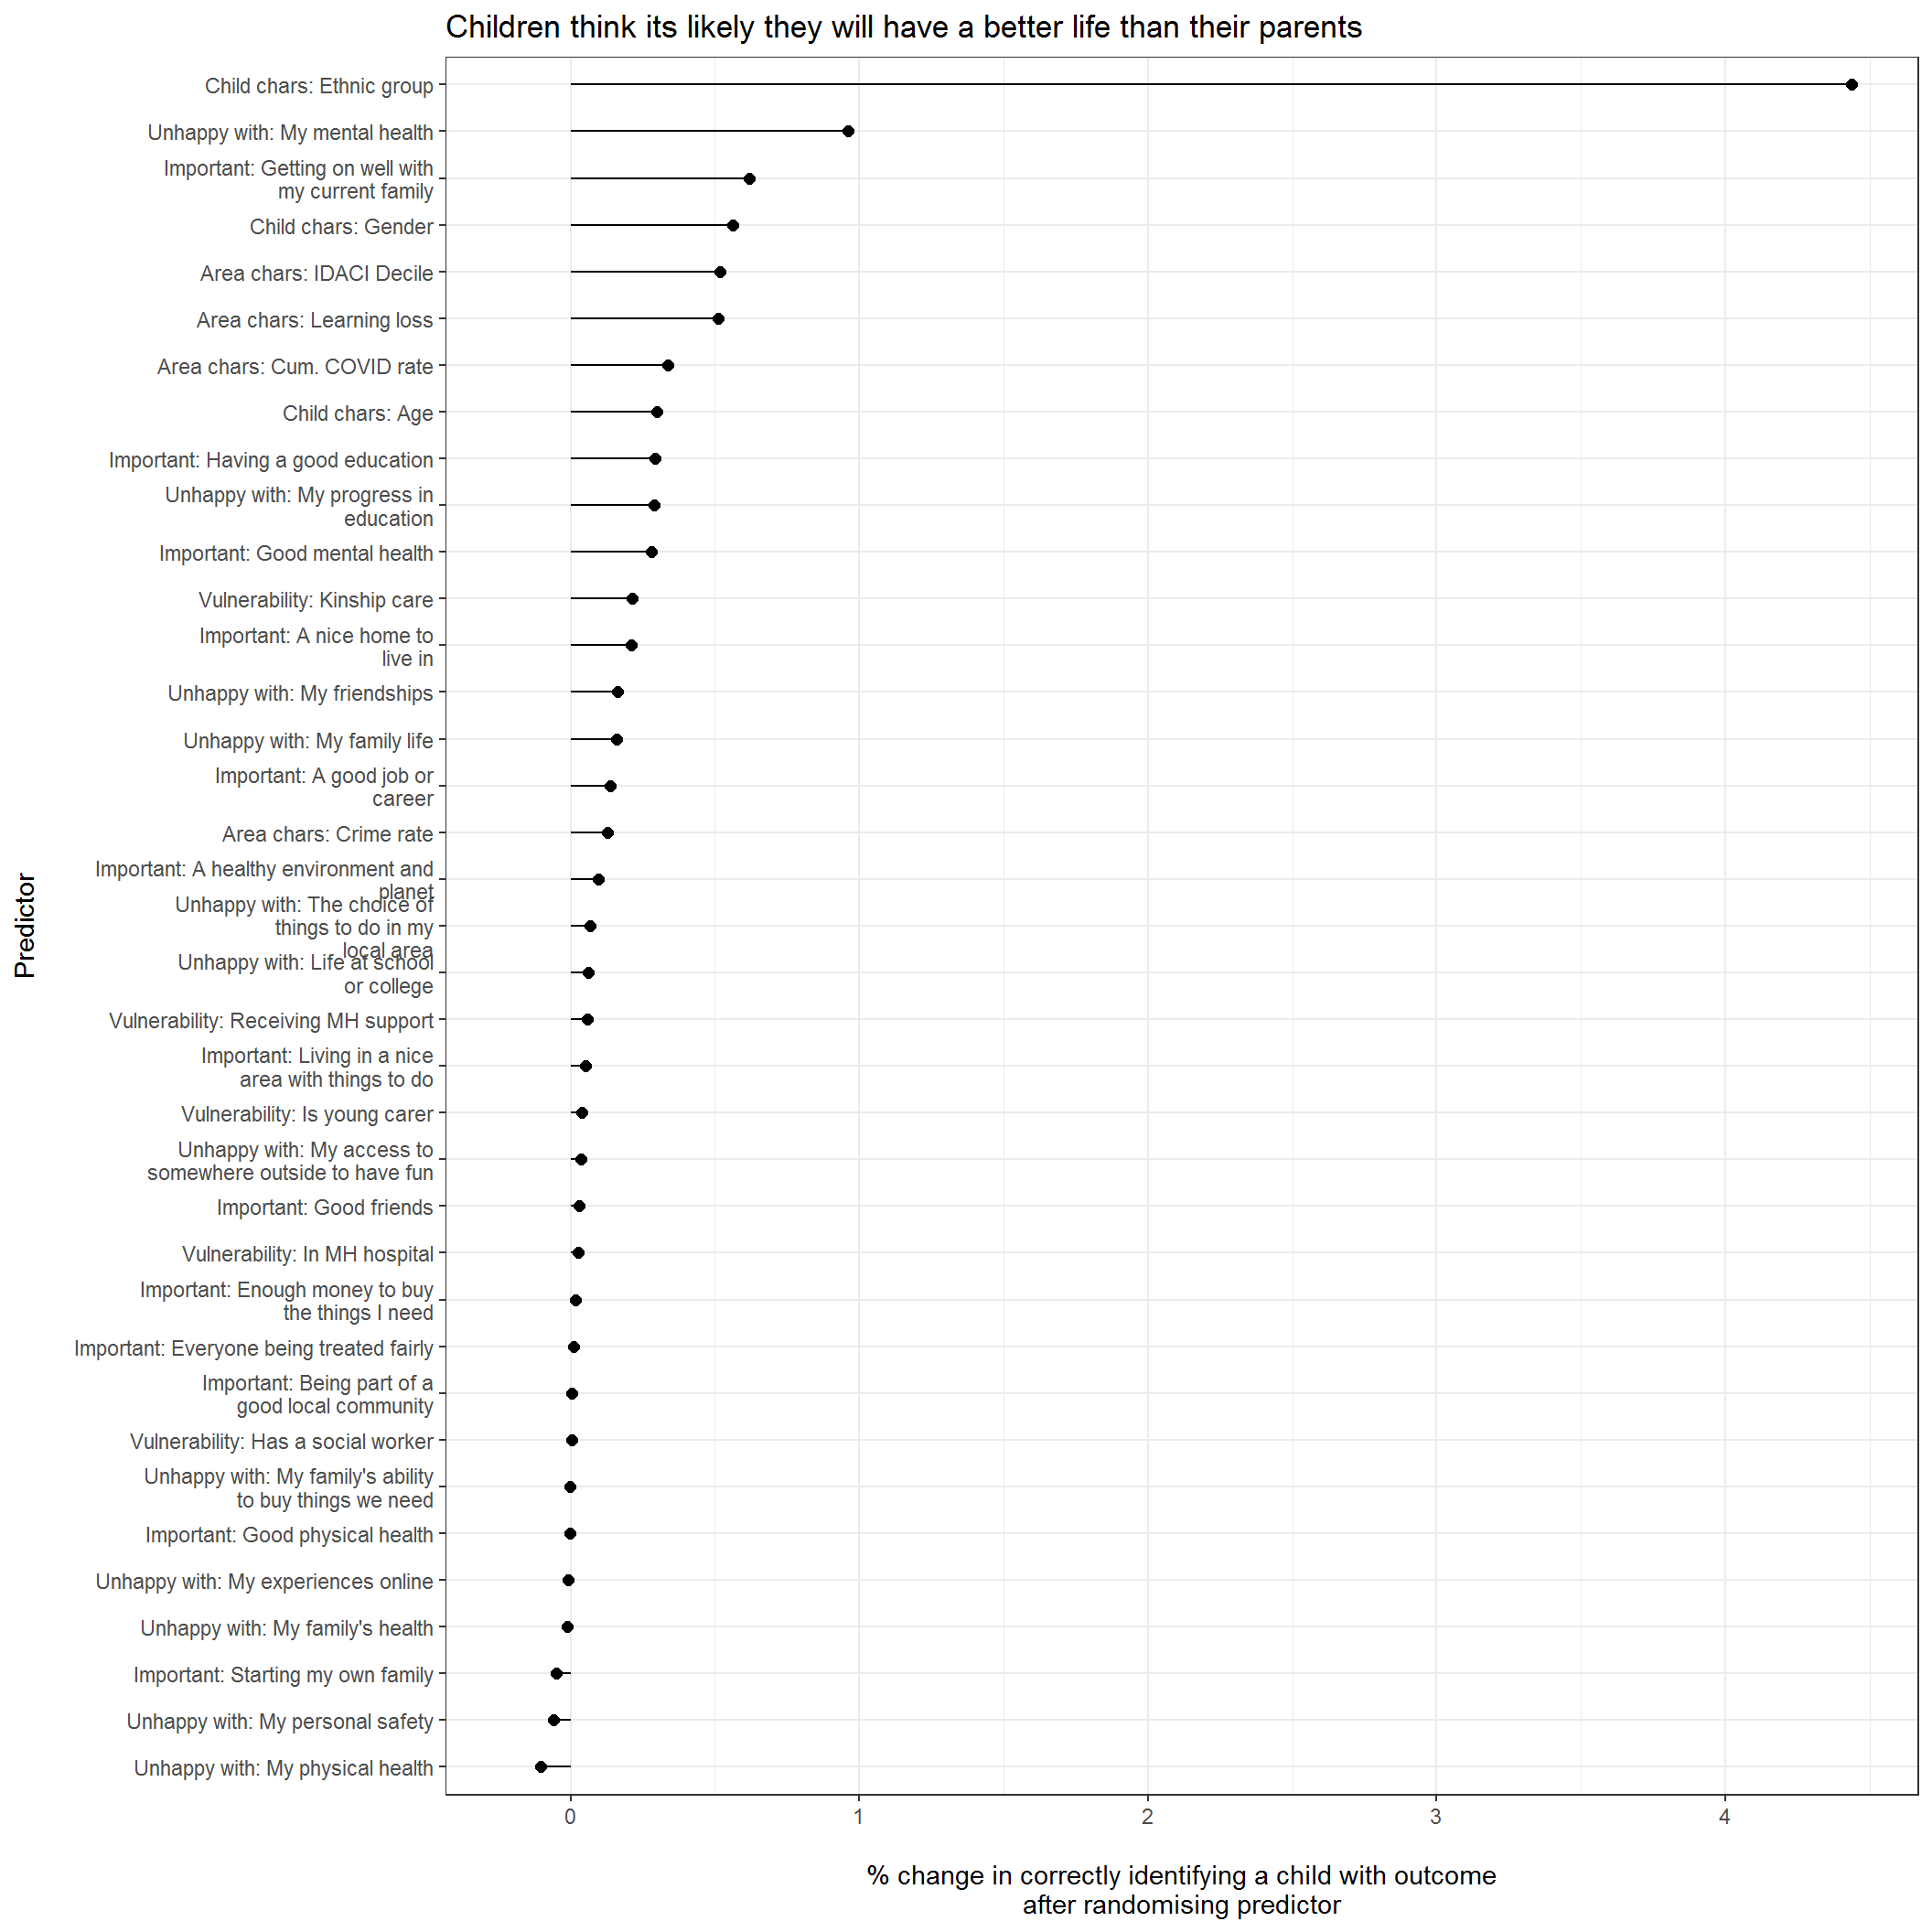 Children think its likely they will have a better life than their parents
Child chars: Ethnic group
Unhappy with: My mental health
Important: Getting on well with
my current family
Child chars: Gender
Area chars: IDACI Decile
Area chars: Learning loss
Area chars: Cum. COVID rate
Child chars: Age
Important: Having a good education
Unhappy with: My progress in
education
Important: Good mental health
Vulnerability: Kinship care
Important: A nice home to
live in
Unhappy with: My friendships
Unhappy with: My family life
Important: A good job or
career
Area chars: Crime rate
Important: A healthy environment and
planet
Unhappy with: The choice of
things to do in my
local area
Unhappy with: Life at school
or college
Vulnerability: Receiving MH support
Important: Living in a nice
area with things to do
Vulnerability: Is young carer
Unhappy with: My access to
somewhere outside to have fun
Important: Good friends
Vulnerability: In MH hospital
Important: Enough money to buy
the things I need
Important: Everyone being treated fairly
Important: Being part of a
good local community
Vulnerability: Has a social worker
Unhappy with: My family's ability
to buy things we need
Important: Good physical health
Unhappy with: My experiences online
Unhappy with: My family's health
Important: Starting my own family
Unhappy with: My personal safety
Unhappy with: My physical health
Predictor
0 1 2 3 4
% change in correctly identifying a child with outcome
after randomising predictor